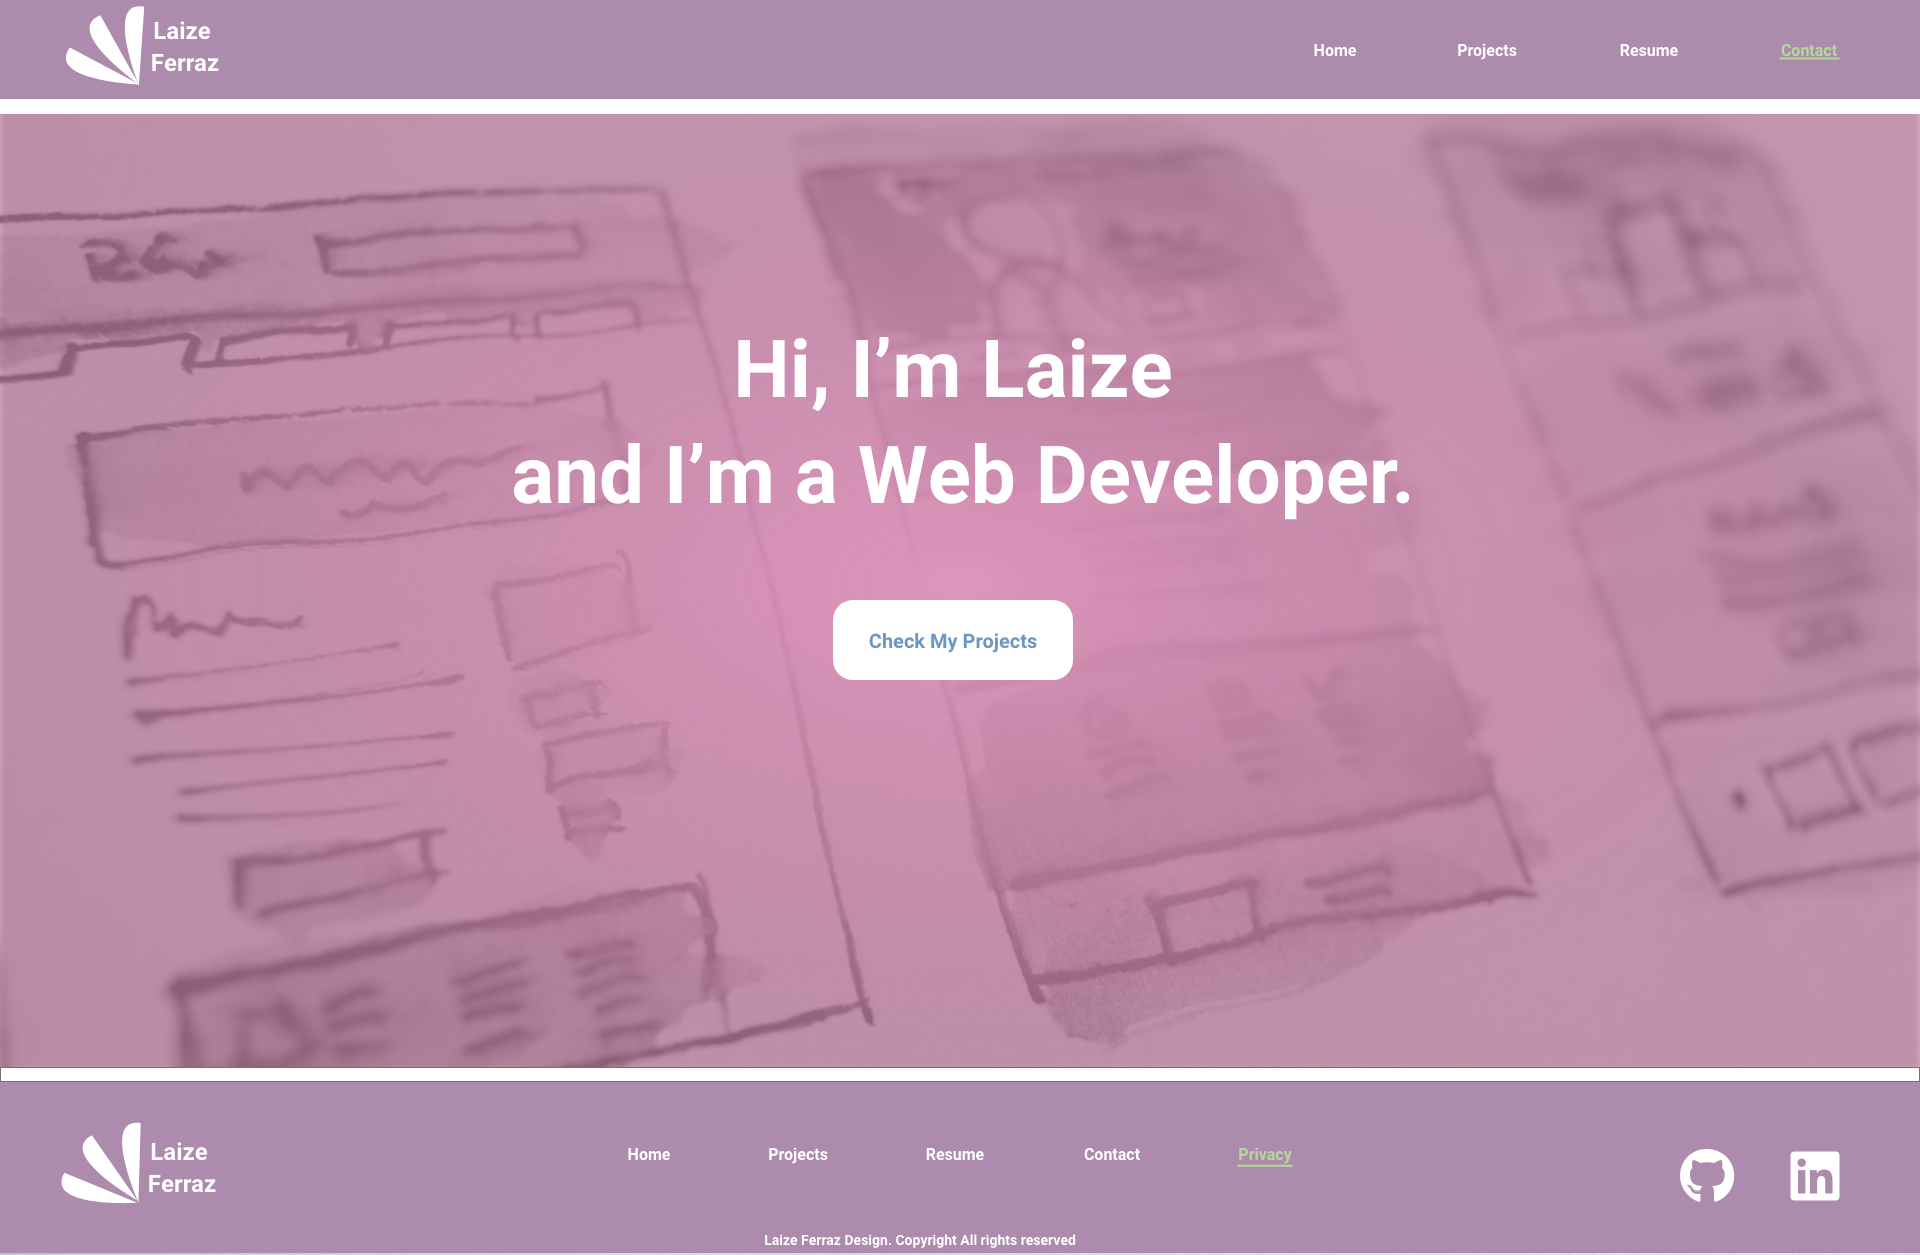 Laize
Ferraz
Home Projects Resume Contact
Hi, I’m Laize
and I’m a Web Developer.
Check My Projects
Laize
Ferraz
Home Projects Resume Contact Privacy
in
Laize Ferraz Design. Copyright All rights reserved